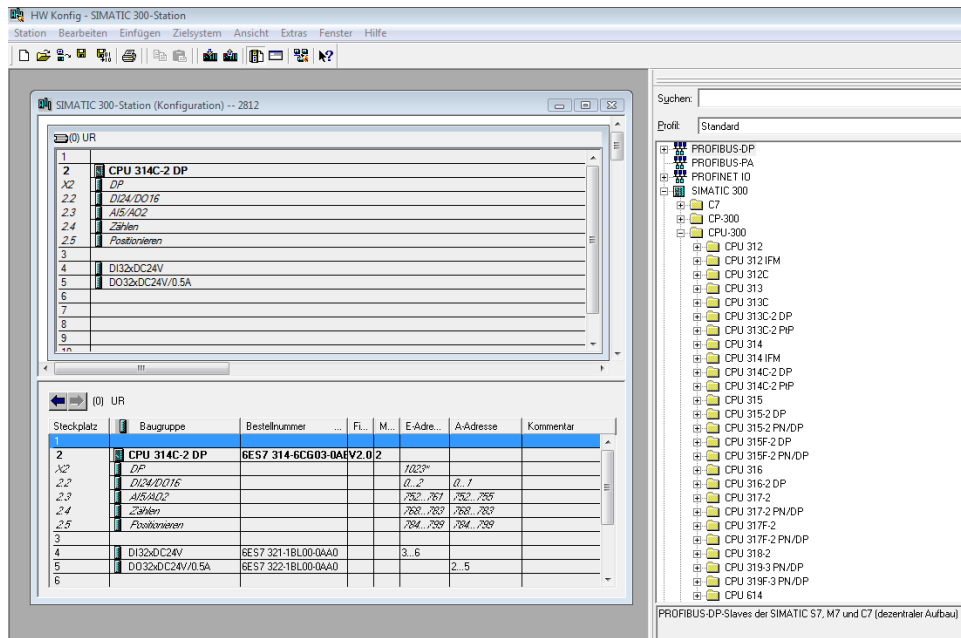 HW Konfig - SIMATIC 300-Station
Station Bearbeiten Einfügen Zielsystem Ansicht Extras Fenster Hilfe
SIMATIC 300-Station (Konfiguration) -- 2812
(0) UR
1
2 CPU 314C-2 DP
X2 DP
2.2 DI24/DO16
2.3 AI5/AO2
2.4 Zählen
2.5 Positionieren
3
4 DI32xDC24V
5 DO32xDC24V/0.5A
6
7
8
9
10
(0) UR
Steckplatz Baugruppe Bestellnummer ... Fi... M... E-Adre... A-Adresse Kommentar
1
2 CPU 314C-2 DP 6ES7 314-6CG03-0AB V2.0 2
X2 DP 1023*
2.2 DI24/DO16 0...2 0...1
2.3 AI5/AO2 752...761 752...755
2.4 Zählen 768...783 768...783
2.5 Positionieren 784...799 784...799
3
4 DI32xDC24V 6ES7 321-1BL00-0AA0 3...6
5 DO32xDC24V/0.5A 6ES7 322-1BL00-0AA0 2...5
6
Suchen:
Profil: Standard
PROFIBUS-DP
PROFIBUS-PA
PROFINET IO
SIMATIC 300
C7
CP-300
CPU-300
CPU 312
CPU 312 IFM
CPU 312C
CPU 313
CPU 313C
CPU 313C-2 DP
CPU 313C-2 PtP
CPU 314
CPU 314 IFM
CPU 314C-2 DP
CPU 314C-2 PtP
CPU 315
CPU 315-2 DP
CPU 315-2 PN/DP
CPU 315F-2 DP
CPU 315F-2 PN/DP
CPU 316
CPU 316-2 DP
CPU 317-2
CPU 317-2 PN/DP
CPU 317F-2
CPU 317F-2 PN/DP
CPU 318-2
CPU 319-3 PN/DP
CPU 319F-3 PN/DP
CPU 614
PROFIBUS-DP-Slaves der SIMATIC S7, M7 und C7 (dezentraler Aufbau)